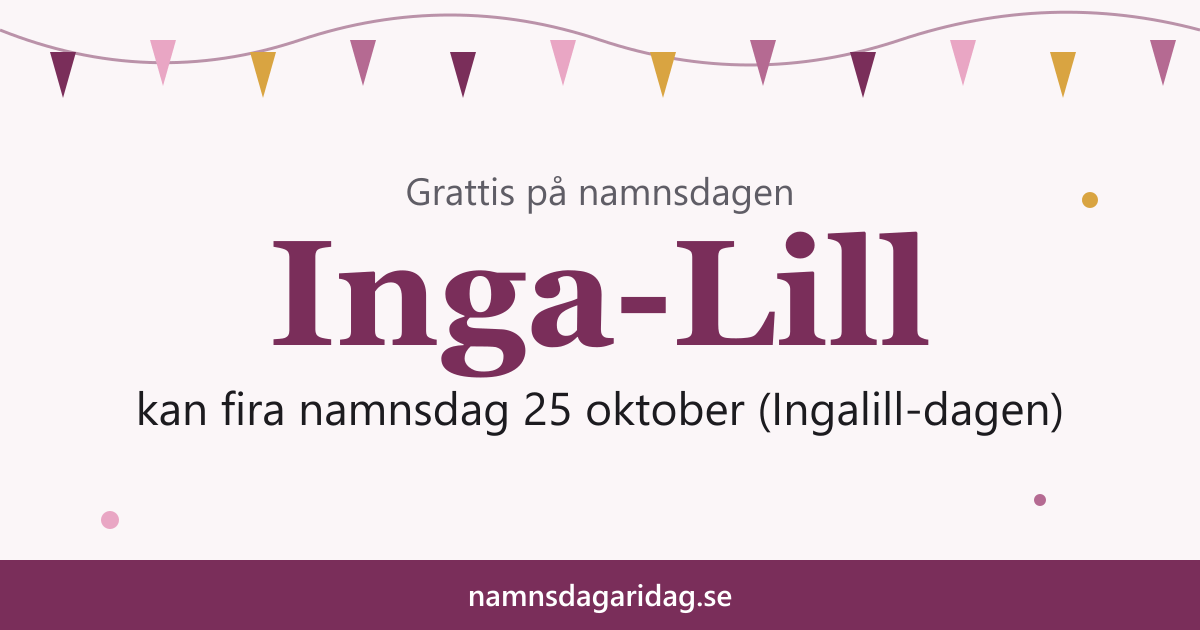 Grattis på namnsdagen
Inga-Lill
kan fira namnsdag 25 oktober (Ingalill-dagen)
namnsdagaridag.se